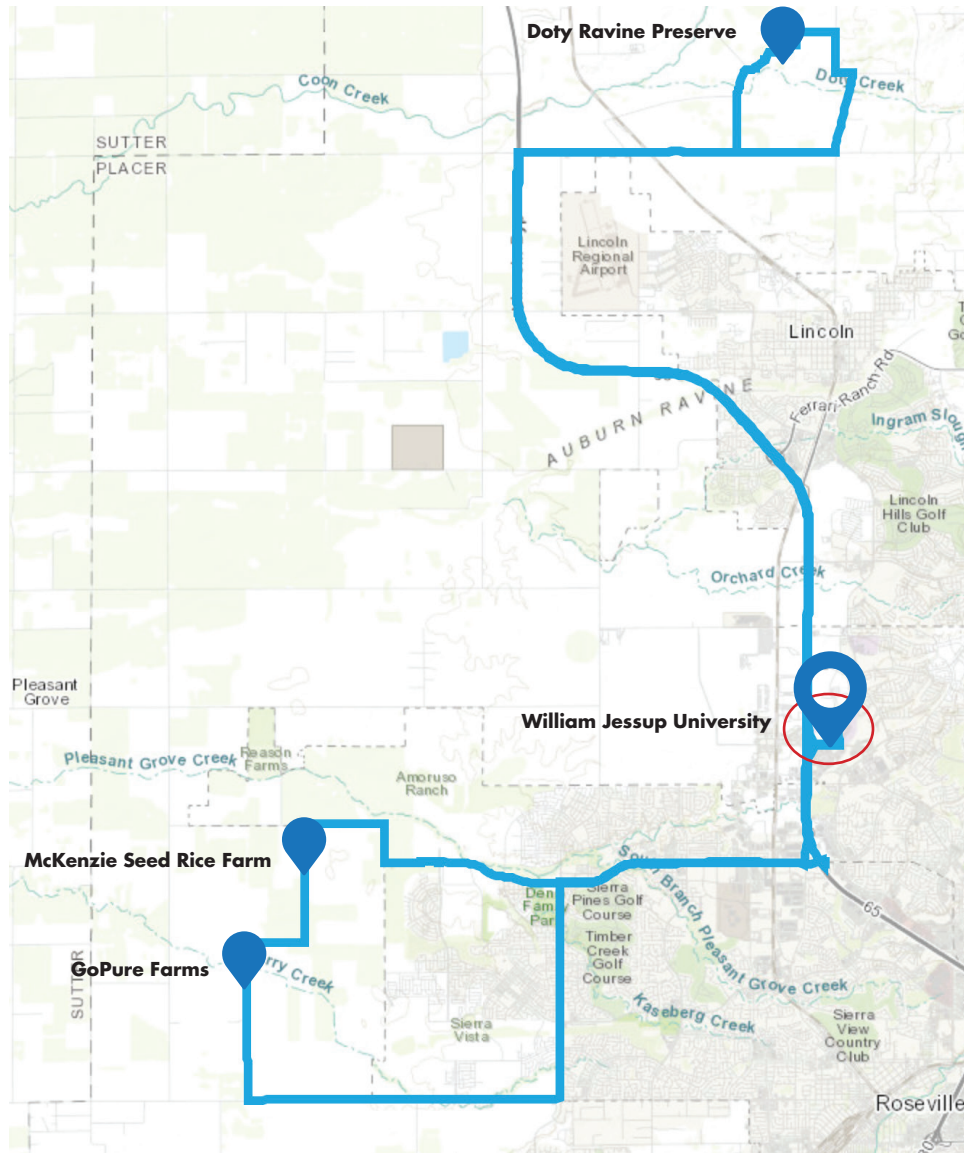 Doty Ravine Preserve
Coon Creek
Doty Creek
SUTTER
PLACER
Lincoln
Regional
Airport
Lincoln
Ferrari Ranch Rd
AUBURN RAVINE
Ingram Slough
Lincoln
Hills Golf
Club
Orchard Creek
Pleasant
Grove
William Jessup University
Pleasant Grove Creek
Reason
Farms
Amoruso
Ranch
McKenzie Seed Rice Farm
South Branch Pleasant Grove Creek
Sierra
Pines Golf
Course
65
Timber
Creek
Golf
Course
GoPure Farms
SUTTER
Kaseberg Creek
Sierra
Vista
Sierra
View
Country
Club
Roseville